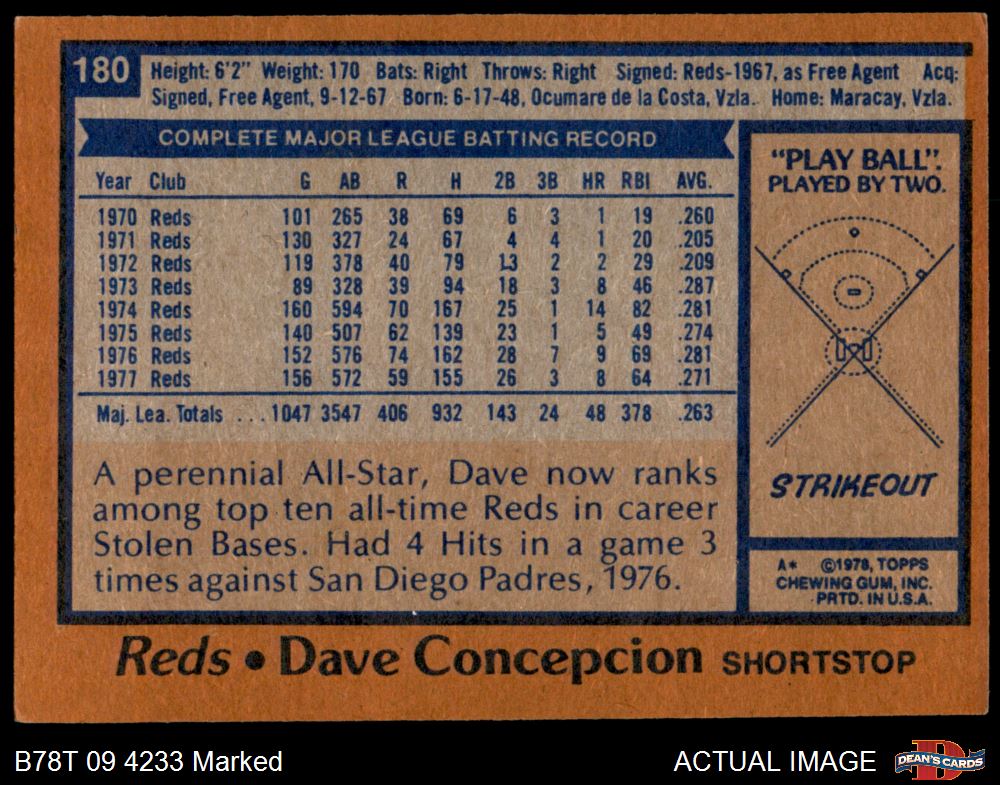 180
Height: 6'2" Weight: 170 Bats: Right Throws: Right Signed: Reds-1967, as Free Agent Acq:
Signed, Free Agent, 9-12-67 Born: 6-17-48, Ocumare de la Costa, Vzla. Home: Maracay, Vzla.
COMPLETE MAJOR LEAGUE BATTING RECORD
Year Club G AB R H 2B 3B HR RBI AVG.
1970 Reds 101 265 38 69 6 3 1 19 .260
1971 Reds 130 327 24 67 4 4 1 20 .205
1972 Reds 119 378 40 79 13 2 2 29 .209
1973 Reds 89 328 39 94 18 3 8 46 .287
1974 Reds 160 594 70 167 25 1 14 82 .281
1975 Reds 140 507 62 139 23 1 5 49 .274
1976 Reds 152 576 74 162 28 7 9 69 .281
1977 Reds 156 572 59 155 26 3 8 64 .271
Maj. Lea. Totals ... 1047 3547 406 932 143 24 48 378 .263
A perennial All-Star, Dave now ranks
among top ten all-time Reds in career
Stolen Bases. Had 4 Hits in a game 3
times against San Diego Padres, 1976.
"PLAY BALL".
PLAYED BY TWO.
STRIKEOUT
A* ©1978, TOPPS
CHEWING GUM, INC.
PRTD. IN U.S.A.
Reds • Dave Concepcion SHORTSTOP
B78T 09 4233 Marked
ACTUAL IMAGE
D
DEAN'S CARDS